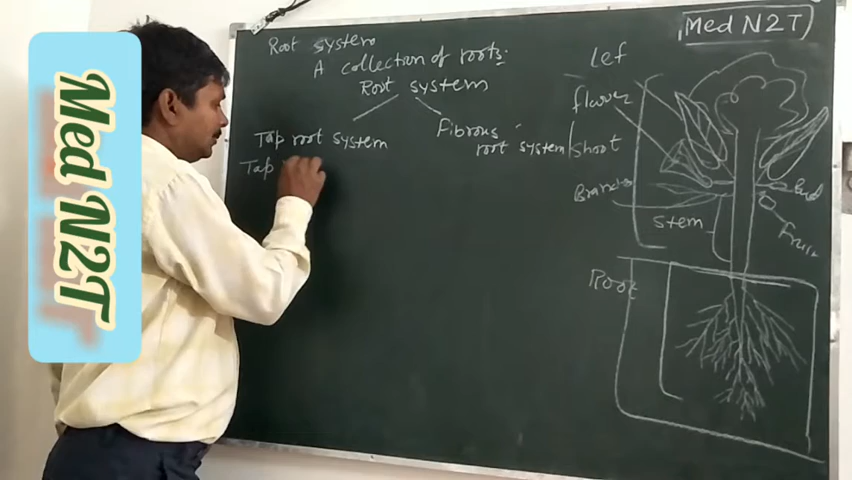 Med N2T
Root system
A collection of roots.
Root system
Tap root system
Fibrous
root system
Tap
Med N2T
lef
flower
shoot
Branch
Stem
bud
fruit
Root